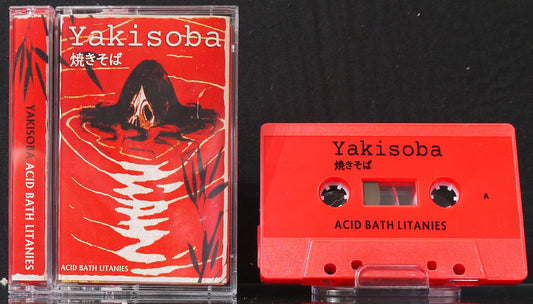 YAKISOBA ACID BATH LITANIES
Yakisoba
焼きそば
ACID BATH LITANIES
Yakisoba
焼きそば
A
ACID BATH LITANIES